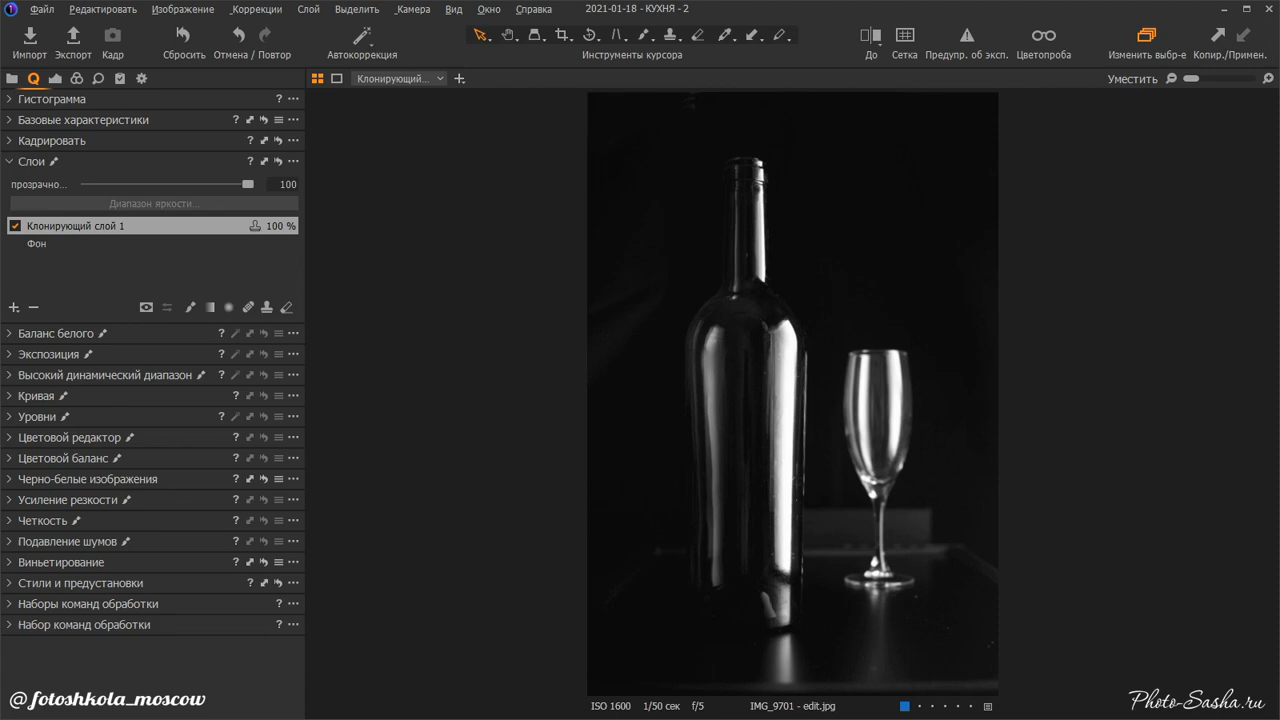 Файл Редактировать Изображение Коррекции Слой Выделить Камера Вид Окно Справка 2021-01-18 - КУХНЯ - 2
Импорт Экспорт Кадр Сбросить Отмена / Повтор Автокоррекция Инструменты курсора До Сетка Предупр. об эксп. Цветопроба Изменить выбр-е Копир./Примен.
Клонирующий... Уместить
Гистограмма ?
Базовые характеристики ?
Кадрировать ?
Слои ?
прозрачно... 100
Диапазон яркости...
Клонирующий слой 1 100 %
Фон
Баланс белого ?
Экспозиция ?
Высокий динамический диапазон ?
Кривая ?
Уровни ?
Цветовой редактор ?
Цветовой баланс ?
Черно-белые изображения ?
Усиление резкости ?
Четкость ?
Подавление шумов ?
Виньетирование ?
Стили и предустановки ?
Наборы команд обработки ?
Набор команд обработки ?
@fotoshkola_moscow
Photo-Sasha.ru
ISO 1600 1/50 сек f/5 IMG_9701 - edit.jpg